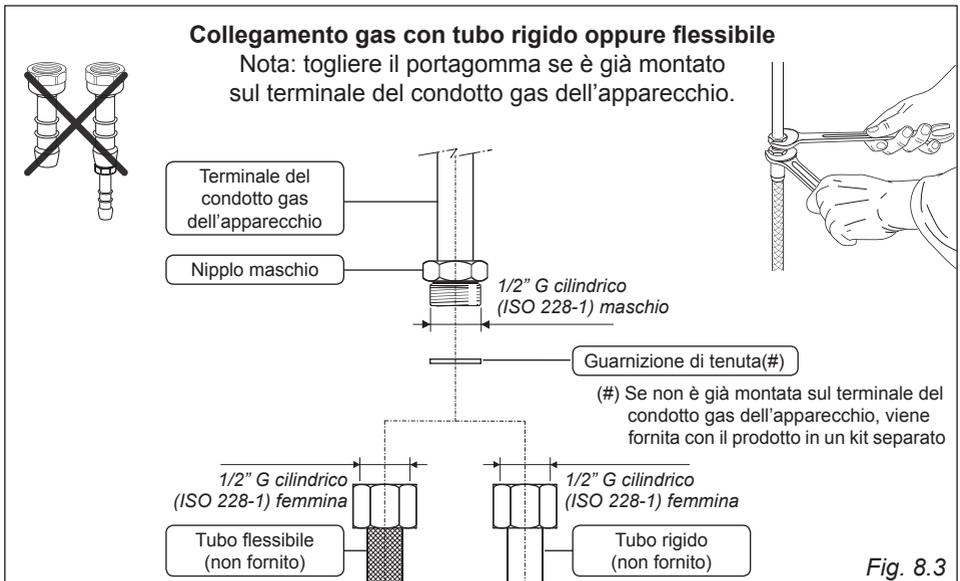 Collegamento gas con tubo rigido oppure flessibile
Nota: togliere il portagomma se è già montato
sul terminale del condotto gas dell’apparecchio.
Terminale del
condotto gas
dell’apparecchio
Nipplo maschio
1/2” G cilindrico
(ISO 228-1) maschio
Guarnizione di tenuta(#)
(#) Se non è già montata sul terminale del
condotto gas dell’apparecchio, viene
fornita con il prodotto in un kit separato
1/2” G cilindrico
(ISO 228-1) femmina
1/2” G cilindrico
(ISO 228-1) femmina
Tubo flessibile
(non fornito)
Tubo rigido
(non fornito)
Fig. 8.3